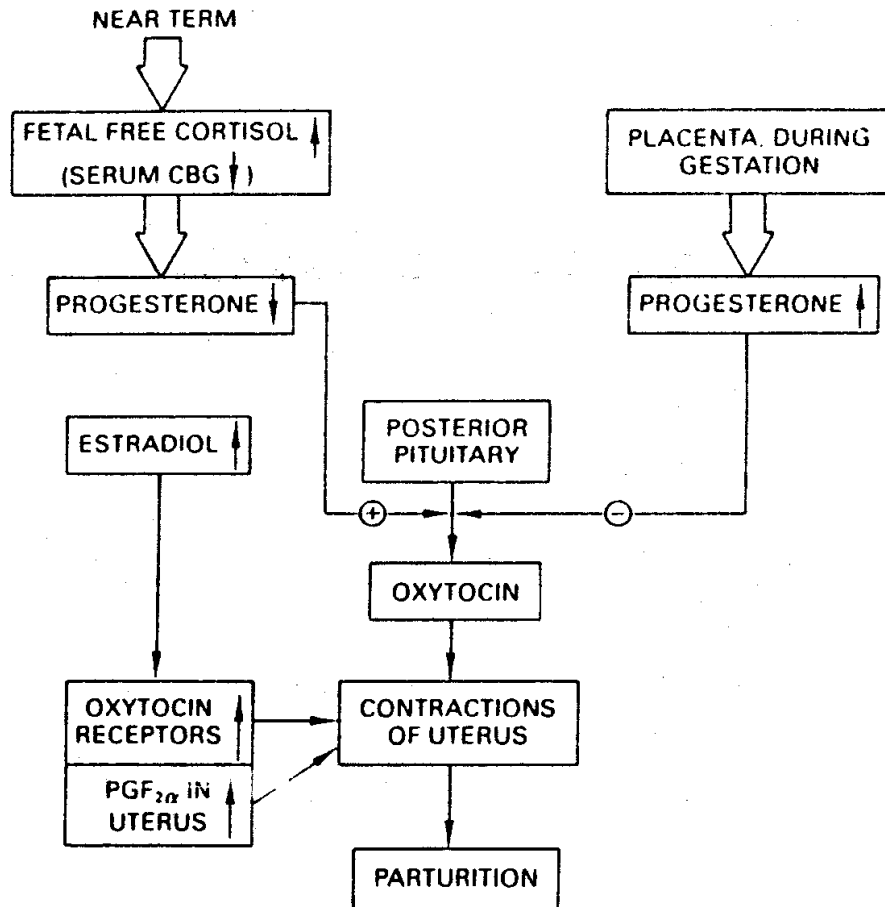 NEAR TERM
FETAL FREE CORTISOL ↑
(SERUM CBG ↓)
PLACENTA, DURING
GESTATION
PROGESTERONE ↓
PROGESTERONE ↑
ESTRADIOL ↑
POSTERIOR
PITUITARY
+
−
OXYTOCIN
OXYTOCIN
RECEPTORS ↑
CONTRACTIONS
OF UTERUS
PGF₂α IN
UTERUS ↑
PARTURITION